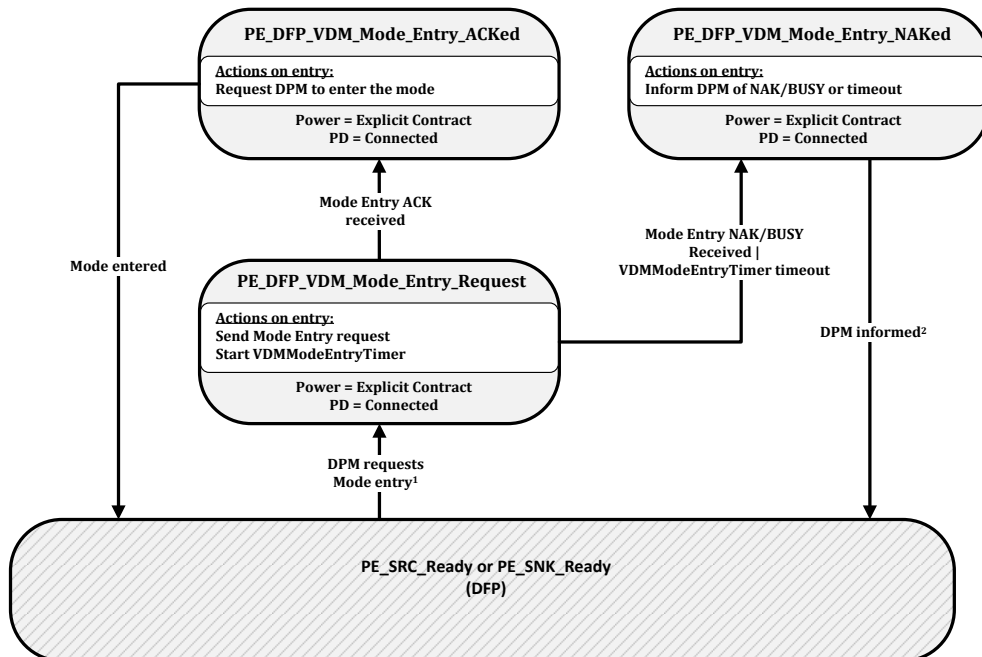 PE_DFP_VDM_Mode_Entry_ACKed
Actions on entry:
Request DPM to enter the mode
Power = Explicit Contract
PD = Connected
PE_DFP_VDM_Mode_Entry_NAKed
Actions on entry:
Inform DPM of NAK/BUSY or timeout
Power = Explicit Contract
PD = Connected
Mode Entry ACK
received
Mode Entry NAK/BUSY
Received |
VDMModeEntryTimer timeout
Mode entered
PE_DFP_VDM_Mode_Entry_Request
Actions on entry:
Send Mode Entry request
Start VDMModeEntryTimer
Power = Explicit Contract
PD = Connected
DPM informed²
DPM requests
Mode entry¹
PE_SRC_Ready or PE_SNK_Ready
(DFP)